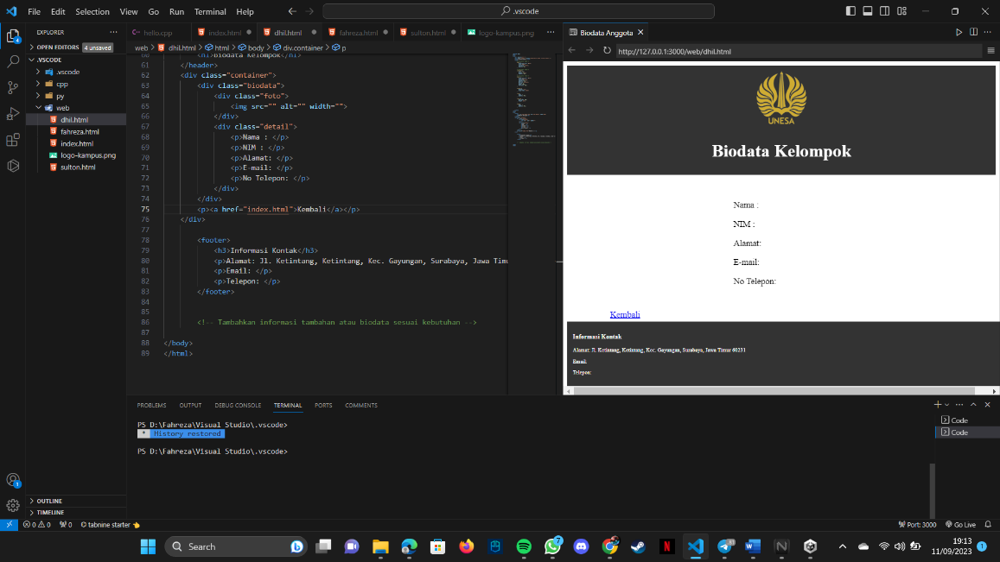 File Edit Selection View Go Run Terminal Help
.vscode
EXPLORER
OPEN EDITORS 4 unsaved
.VSCODE
.vscode
cpp
py
web
dhil.html
fahreza.html
index.html
logo-kampus.png
sulton.html
OUTLINE
TIMELINE
hello.cpp index.html dhil.html fahreza.html sulton.html logo-kampus.png
web > dhil.html > html > body > div.container > p
60 <h1>Biodata Kelompok</h1>
61 </header>
62 <div class="container">
63 <div class="biodata">
64 <div class="foto">
65 <img src="" alt="" width="">
66 </div>
67 <div class="detail">
68 <p>Nama : </p>
69 <p>NIM : </p>
70 <p>Alamat: </p>
71 <p>E-mail: </p>
72 <p>No Telepon: </p>
73 </div>
74 </div>
75 <p><a href="index.html">Kembali</a></p>
76 </div>
77
78 <footer>
79 <h3>Informasi Kontak</h3>
80 <p>Alamat: Jl. Ketintang, Ketintang, Kec. Gayungan, Surabaya, Jawa Timu
81 <p>Email: </p>
82 <p>Telepon: </p>
83 </footer>
84
85
86 <!-- Tambahkan informasi tambahan atau biodata sesuai kebutuhan -->
87
88 </body>
89 </html>
Biodata Anggota
http://127.0.0.1:3000/web/dhil.html
UNESA
Biodata Kelompok
Nama :
NIM :
Alamat:
E-mail:
No Telepon:
Kembali
Informasi Kontak
Alamat: Jl. Ketintang, Ketintang, Kec. Gayungan, Surabaya, Jawa Timur 60231
Email:
Telepon:
PROBLEMS OUTPUT DEBUG CONSOLE TERMINAL PORTS COMMENTS
PS D:\Fahreza\Visual Studio\.vscode>
* History restored
PS D:\Fahreza\Visual Studio\.vscode>
Code
Code
0 0 0 tabnine starter
Port: 3000 Go Live
Search
19:13
11/09/2023